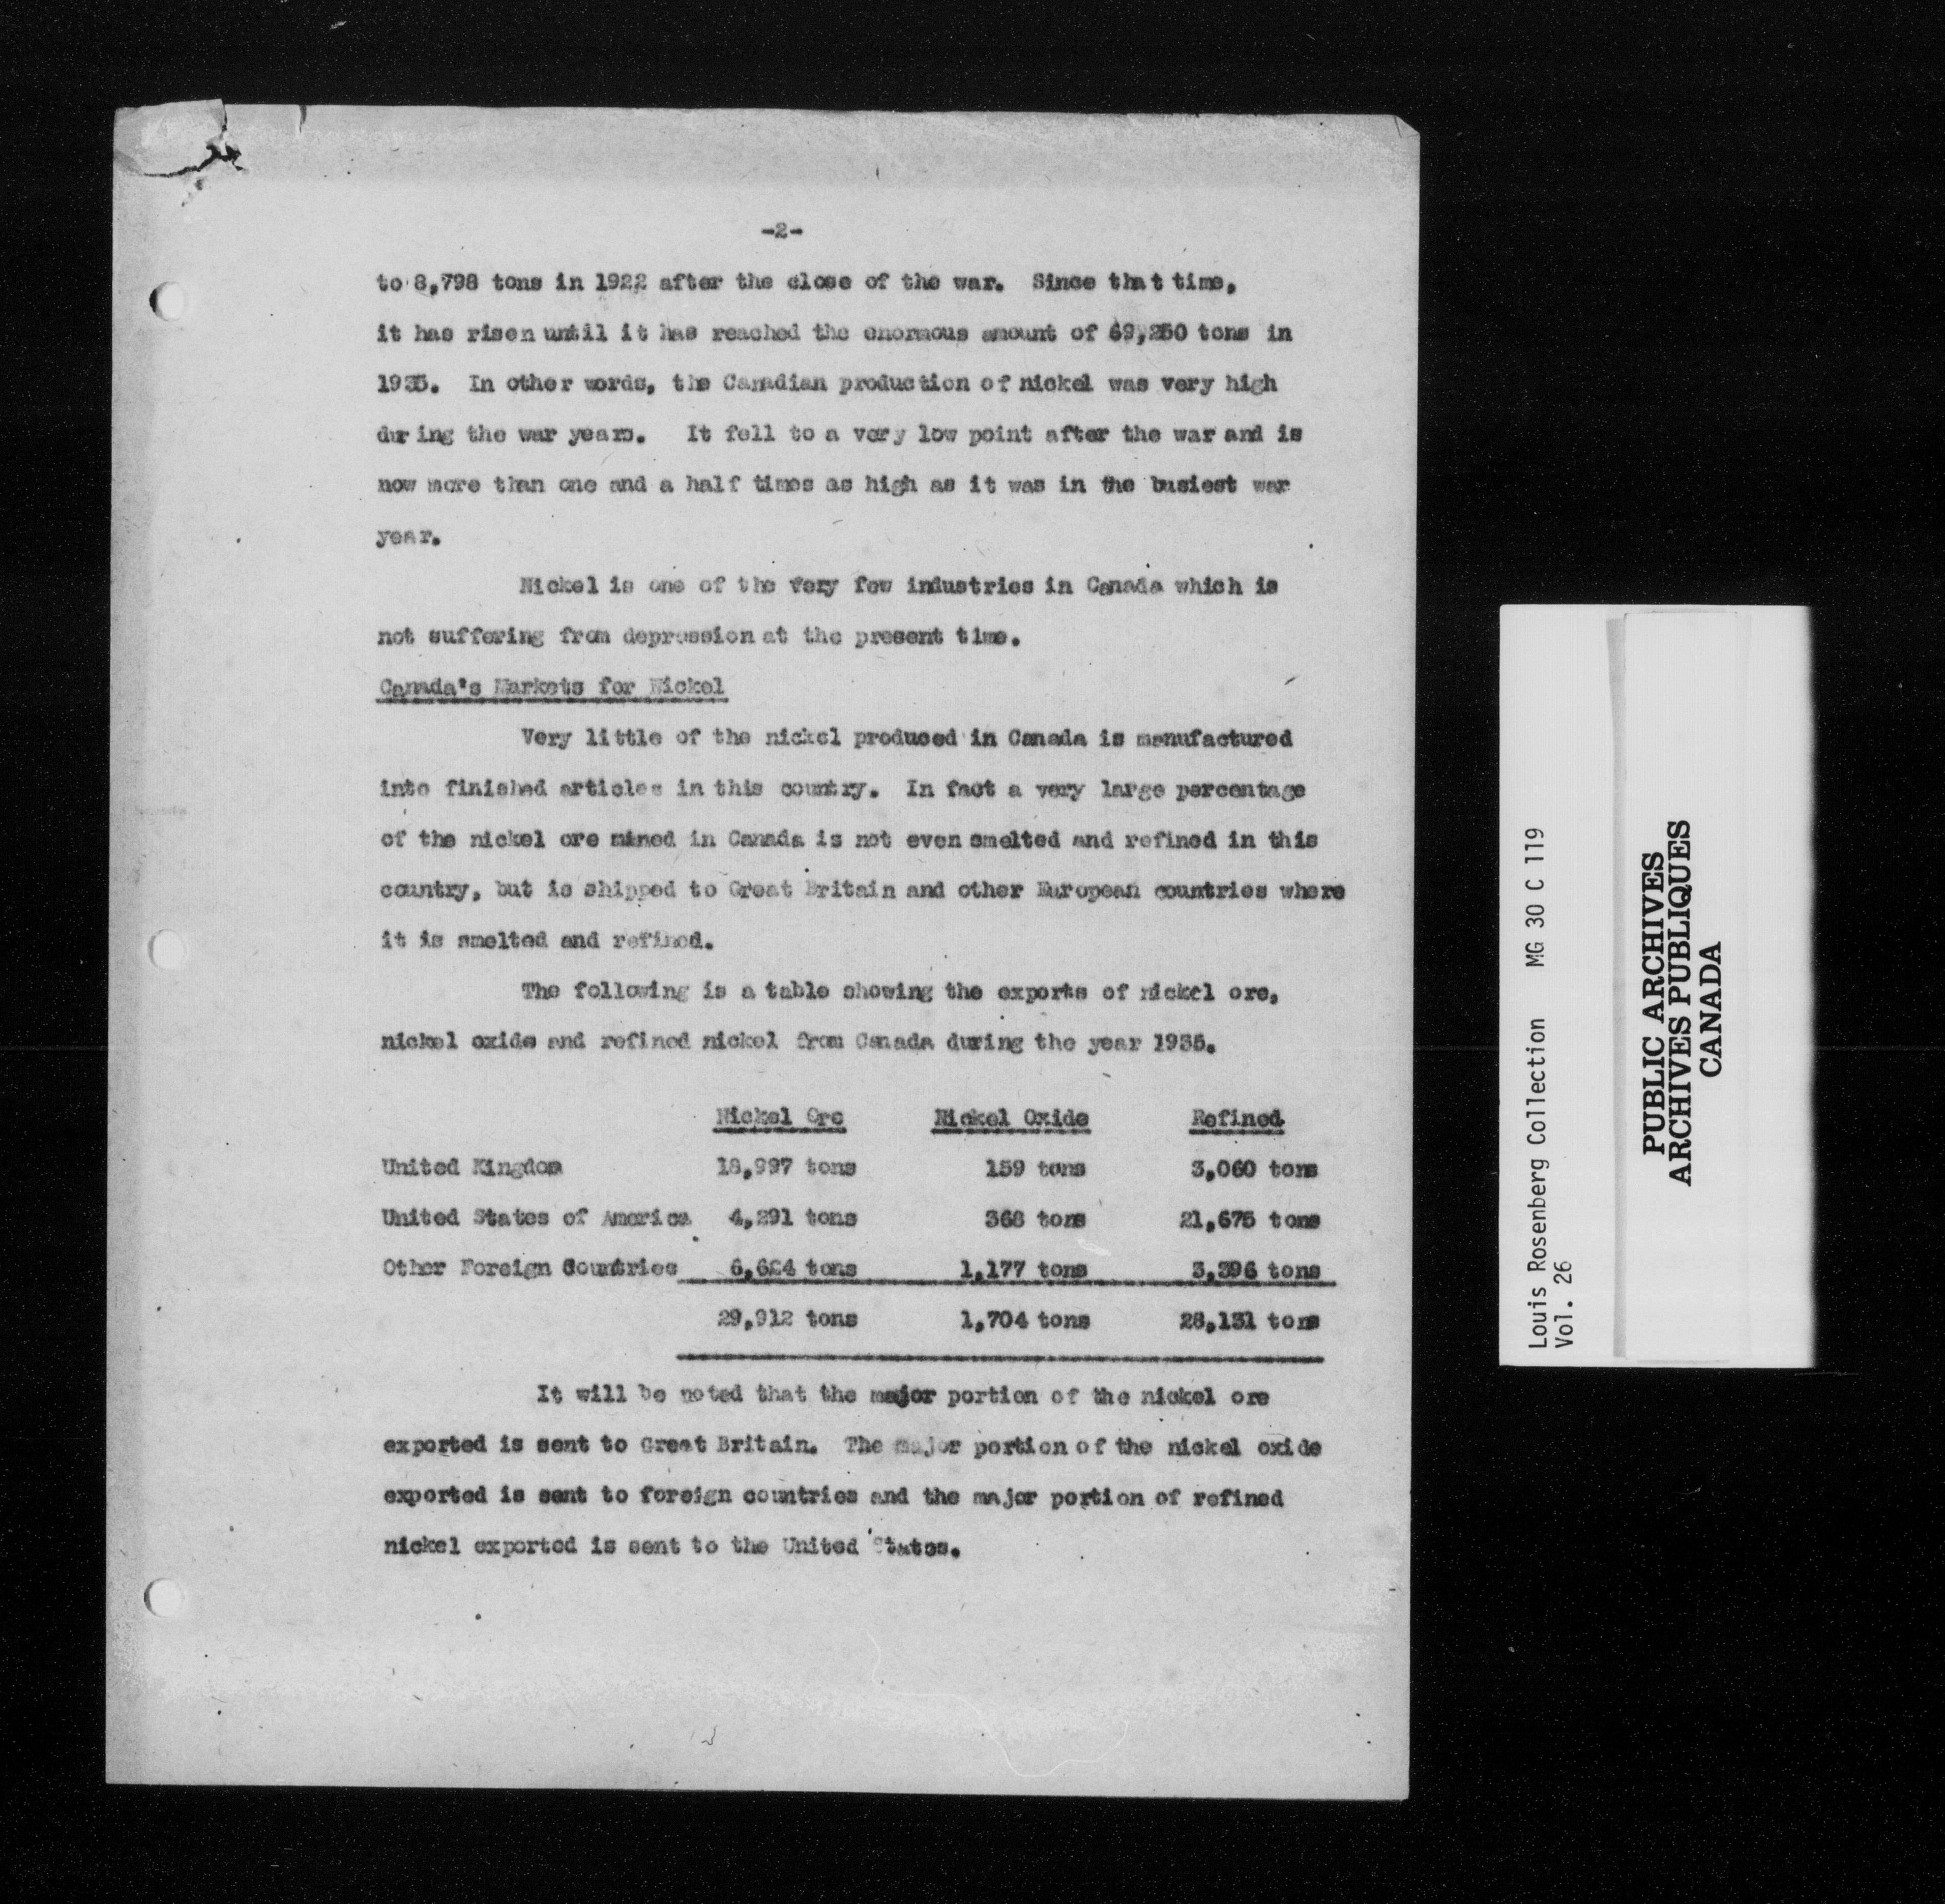 -2-
to 8,798 tons in 1922 after the close of the war. Since that time,
it has risen until it has reached the enormous amount of 69,250 tons in
1935. In other words, the Canadian production of nickel was very high
during the war years. It fell to a very low point after the war and is
now more than one and a half times as high as it was in the busiest war
year.
Nickel is one of the very few industries in Canada which is
not suffering from depression at the present time.
Canada's Markets for Nickel
Very little of the nickel produced in Canada is manufactured
into finished articles in this country. In fact a very large percentage
of the nickel ore mined in Canada is not even smelted and refined in this
country, but is shipped to Great Britain and other European countries where
it is smelted and refined.
The following is a table showing the exports of nickel ore,
nickel oxide and refined nickel from Canada during the year 1935.
Nickel Ore Nickel Oxide Refined
United Kingdom 18,997 tons 159 tons 3,060 tons
United States of America 4,291 tons 368 tons 21,675 tons
Other Foreign Countries 6,624 tons 1,177 tons 3,396 tons
29,912 tons 1,704 tons 28,131 tons
It will be noted that the major portion of the nickel ore
exported is sent to Great Britain. The major portion of the nickel oxide
exported is sent to foreign countries and the major portion of refined
nickel exported is sent to the United States.
3
Louis Rosenberg Collection MG 30 C 119
Vol. 26
PUBLIC ARCHIVES
ARCHIVES PUBLIQUES
CANADA